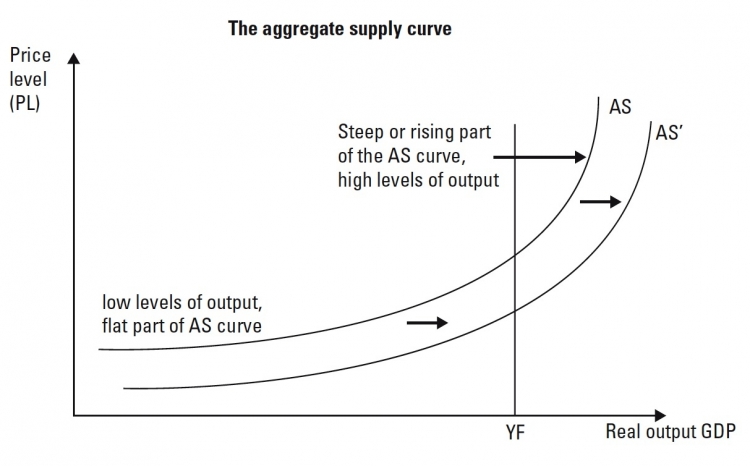 The aggregate supply curve
Price
level
(PL)
AS
AS′
Steep or rising part
of the AS curve,
high levels of output
low levels of output,
flat part of AS curve
YF
Real output GDP